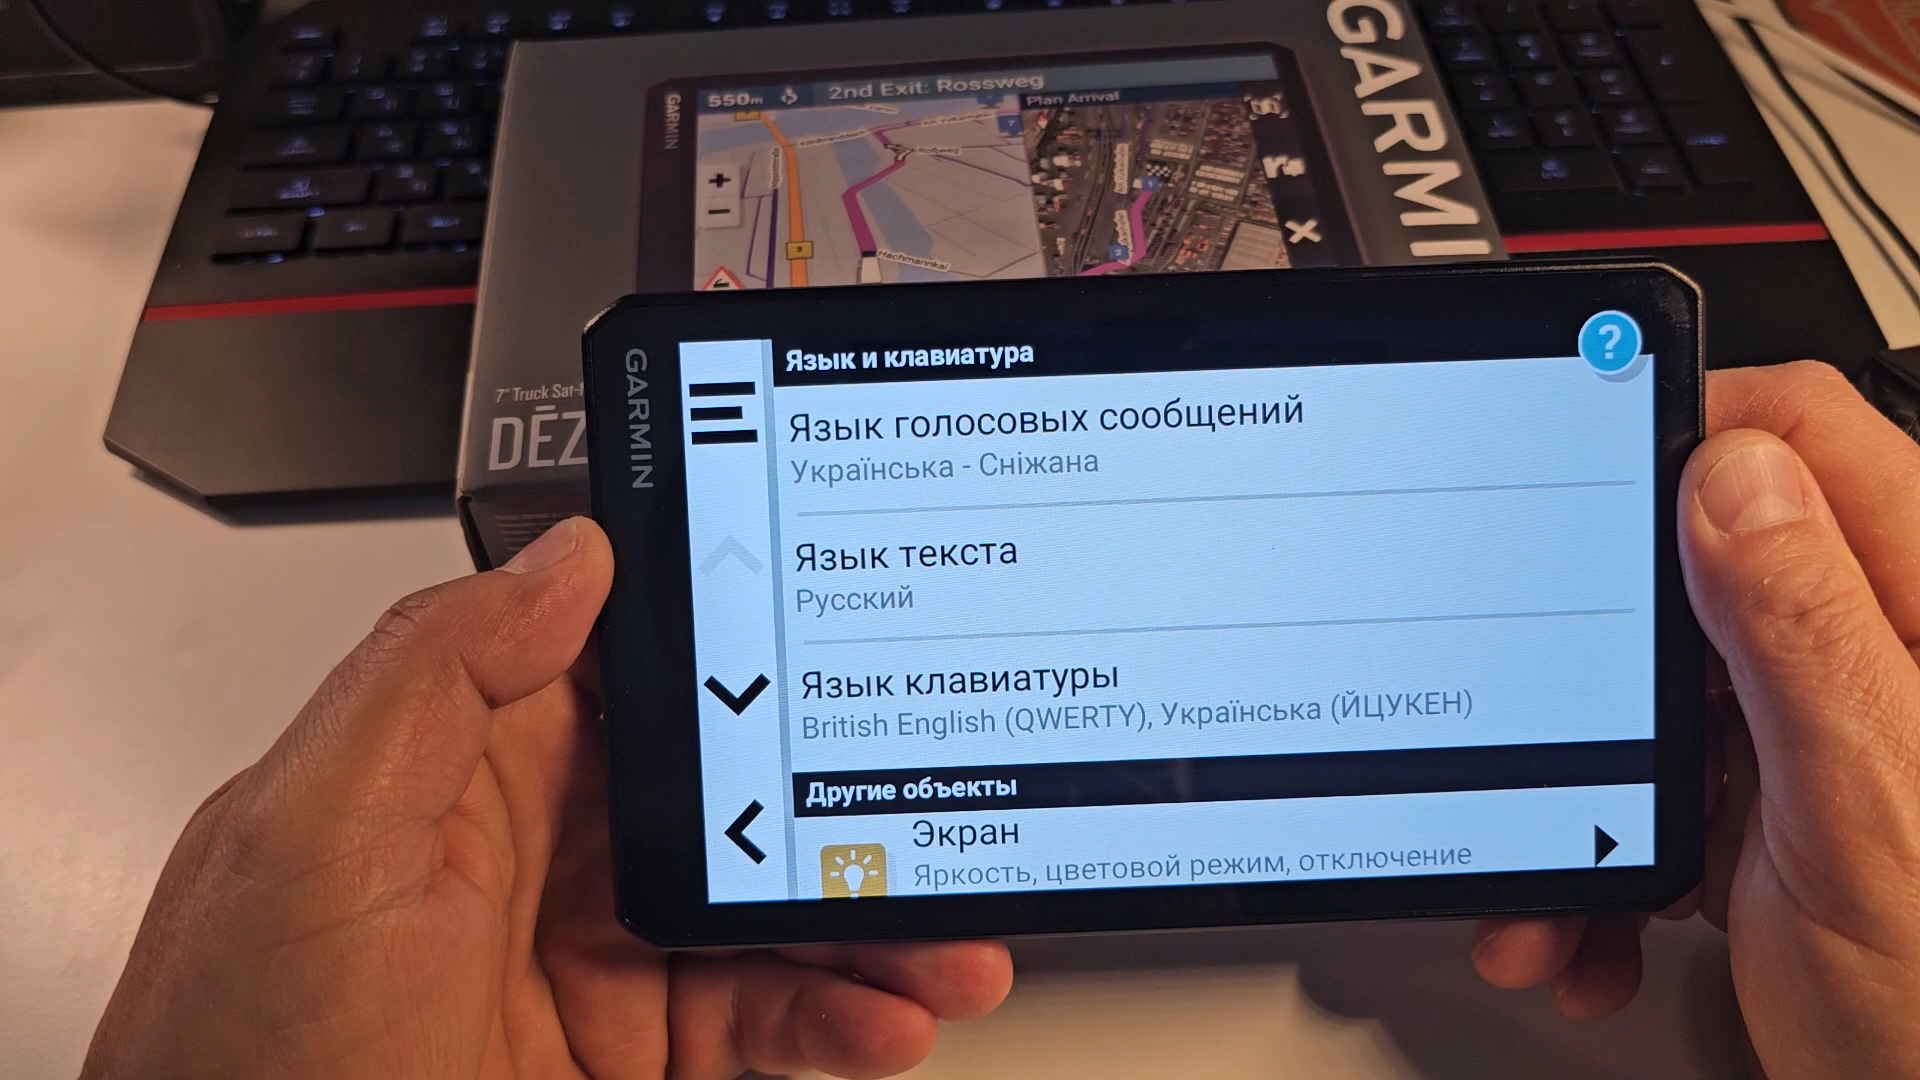 GARMI
550m
2nd Exit: Rossweg
Plan Arrival
GARMIN
Hachmannkai
7" Truck Sat-
DĒZ
GARMIN
?
Язык и клавиатура
Язык голосовых сообщений
Українська - Сніжана
Язык текста
Русский
Язык клавиатуры
British English (QWERTY), Українська (ЙЦУКЕН)
Другие объекты
Экран
Яркость, цветовой режим, отключение